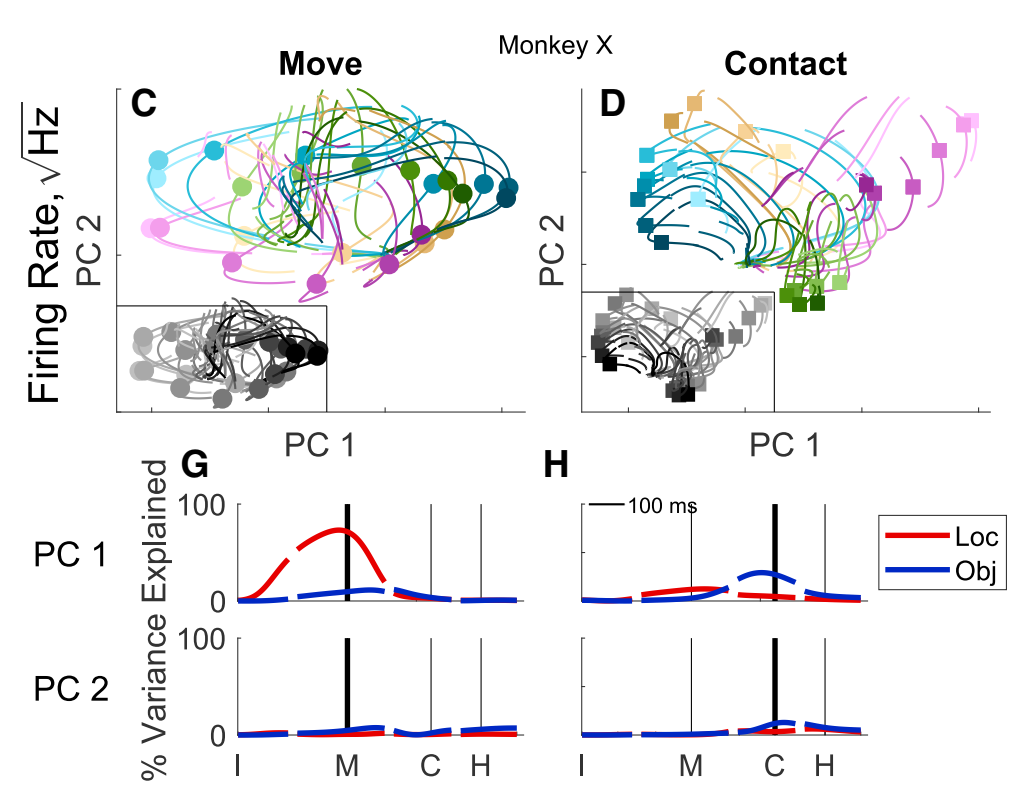 Monkey X
Move
Contact
C
D
Firing Rate, √Hz
PC 2
PC 2
PC 1
PC 1
G
H
% Variance Explained
PC 1
100
0
100 ms
Loc
Obj
PC 2
100
0
I
M
C
H
I
M
C
H